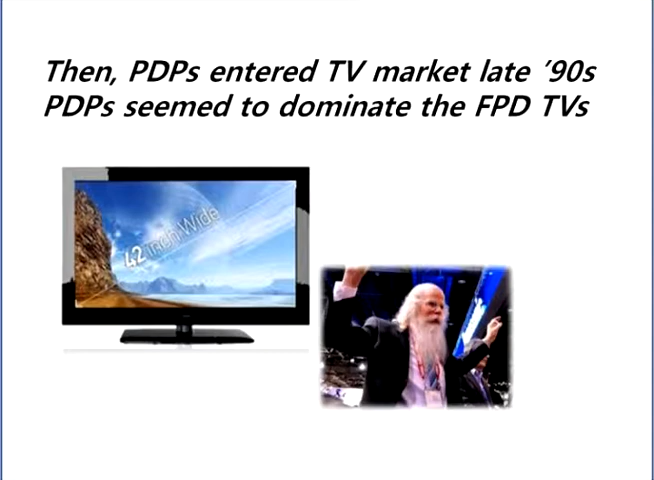 Then, PDPs entered TV market late ’90s
PDPs seemed to dominate the FPD TVs
42 inch Wide